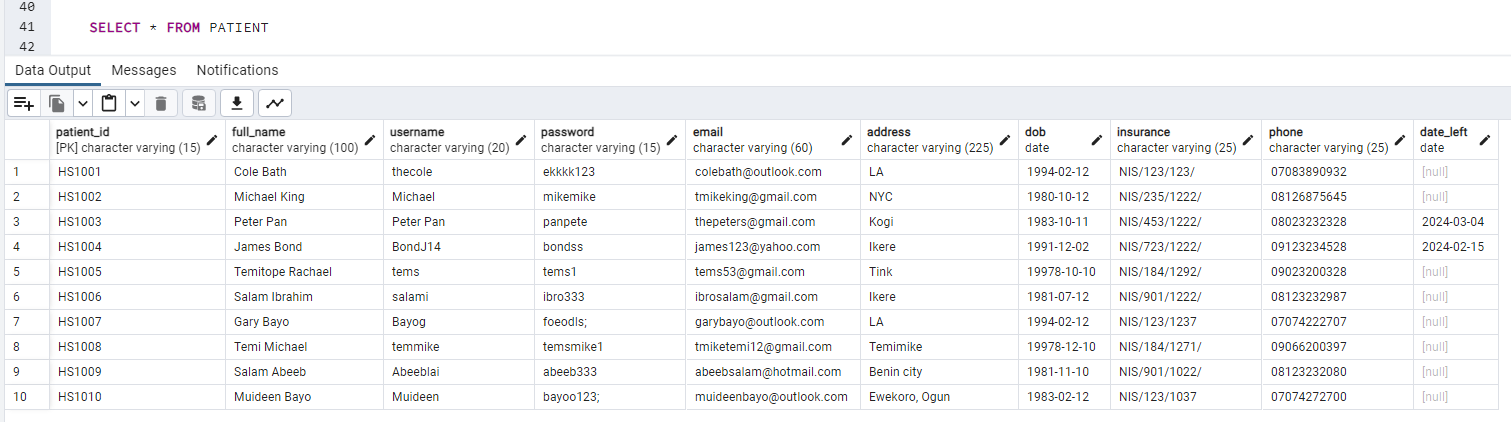 40
41 SELECT * FROM PATIENT
42
Data Output Messages Notifications
patient_id full_name username password email address dob insurance phone date_left
[PK] character varying (15) character varying (100) character varying (20) character varying (15) character varying (60) character varying (225) date character varying (25) character varying (25) date
1 HS1001 Cole Bath thecole ekkkk123 colebath@outlook.com LA 1994-02-12 NIS/123/123/ 07083890932 [null]
2 HS1002 Michael King Michael mikemike tmikeking@gmail.com NYC 1980-10-12 NIS/235/1222/ 08126875645 [null]
3 HS1003 Peter Pan Peter Pan panpete thepeters@gmail.com Kogi 1983-10-11 NIS/453/1222/ 08023232328 2024-03-04
4 HS1004 James Bond BondJ14 bondss james123@yahoo.com Ikere 1991-12-02 NIS/723/1222/ 09123234528 2024-02-15
5 HS1005 Temitope Rachael tems tems1 tems53@gmail.com Tink 19978-10-10 NIS/184/1292/ 09023200328 [null]
6 HS1006 Salam Ibrahim salami ibro333 ibrosalam@gmail.com Ikere 1981-07-12 NIS/901/1222/ 08123232987 [null]
7 HS1007 Gary Bayo Bayog foeodls; garybayo@outlook.com LA 1994-02-12 NIS/123/1237 07074222707 [null]
8 HS1008 Temi Michael temmike temsmike1 tmiketemi12@gmail.com Temimike 19978-12-10 NIS/184/1271/ 09066200397 [null]
9 HS1009 Salam Abeeb Abeeblai abeeb333 abeebsalam@hotmail.com Benin city 1981-11-10 NIS/901/1022/ 08123232080 [null]
10 HS1010 Muideen Bayo Muideen bayoo123; muideenbayo@outlook.com Ewekoro, Ogun 1983-02-12 NIS/123/1037 07074272700 [null]